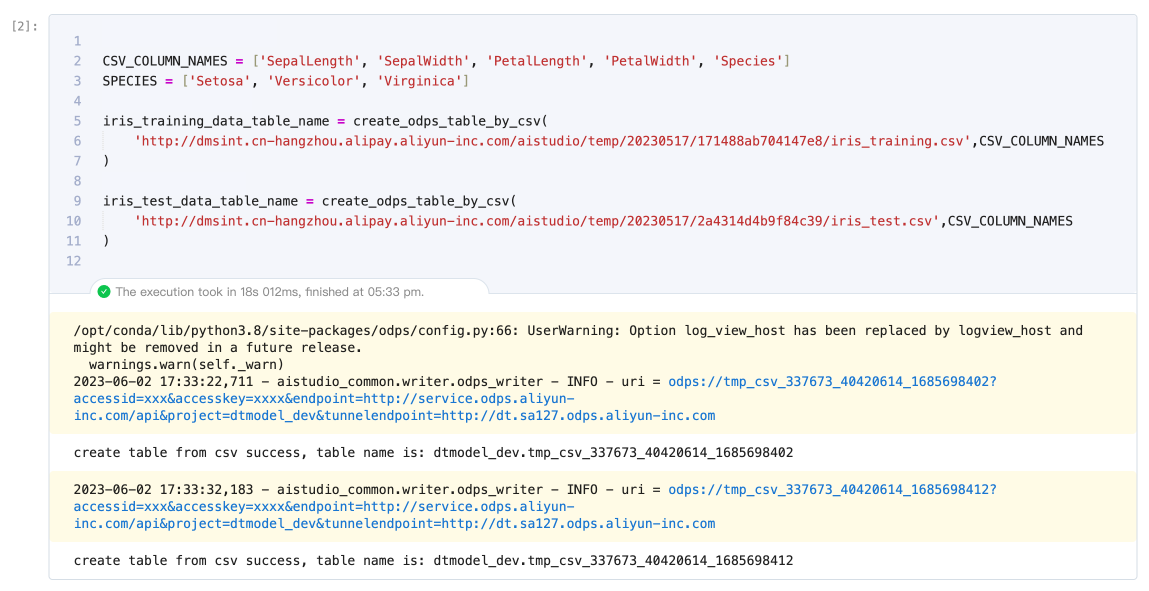 [2]:
1
2 CSV_COLUMN_NAMES = ['SepalLength', 'SepalWidth', 'PetalLength', 'PetalWidth', 'Species']
3 SPECIES = ['Setosa', 'Versicolor', 'Virginica']
4
5 iris_training_data_table_name = create_odps_table_by_csv(
6     'http://dmsint.cn-hangzhou.alipay.aliyun-inc.com/aistudio/temp/20230517/171488ab704147e8/iris_training.csv',CSV_COLUMN_NAMES
7 )
8
9 iris_test_data_table_name = create_odps_table_by_csv(
10     'http://dmsint.cn-hangzhou.alipay.aliyun-inc.com/aistudio/temp/20230517/2a4314d4b9f84c39/iris_test.csv',CSV_COLUMN_NAMES
11 )
12
The execution took in 18s 012ms, finished at 05:33 pm.
/opt/conda/lib/python3.8/site-packages/odps/config.py:66: UserWarning: Option log_view_host has been replaced by logview_host and
might be removed in a future release.
  warnings.warn(self._warn)
2023-06-02 17:33:22,711 - aistudio_common.writer.odps_writer - INFO - uri = odps://tmp_csv_337673_40420614_1685698402?
accessid=xxx&accesskey=xxxx&endpoint=http://service.odps.aliyun-
inc.com/api&project=dtmodel_dev&tunnelendpoint=http://dt.sa127.odps.aliyun-inc.com
create table from csv success, table name is: dtmodel_dev.tmp_csv_337673_40420614_1685698402
2023-06-02 17:33:32,183 - aistudio_common.writer.odps_writer - INFO - uri = odps://tmp_csv_337673_40420614_1685698412?
accessid=xxx&accesskey=xxxx&endpoint=http://service.odps.aliyun-
inc.com/api&project=dtmodel_dev&tunnelendpoint=http://dt.sa127.odps.aliyun-inc.com
create table from csv success, table name is: dtmodel_dev.tmp_csv_337673_40420614_1685698412